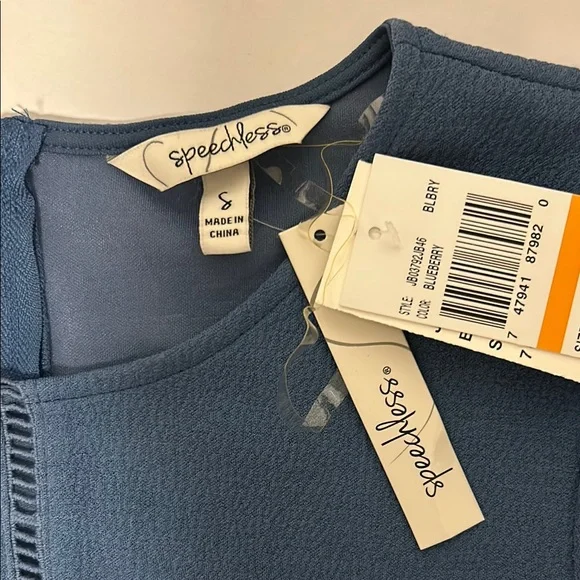 speechless®
S
MADE IN
CHINA
STYLE: JB03792JB46
COLOR: BLUEBERRY
BLBRY
7 47941 87982 0
speechless®